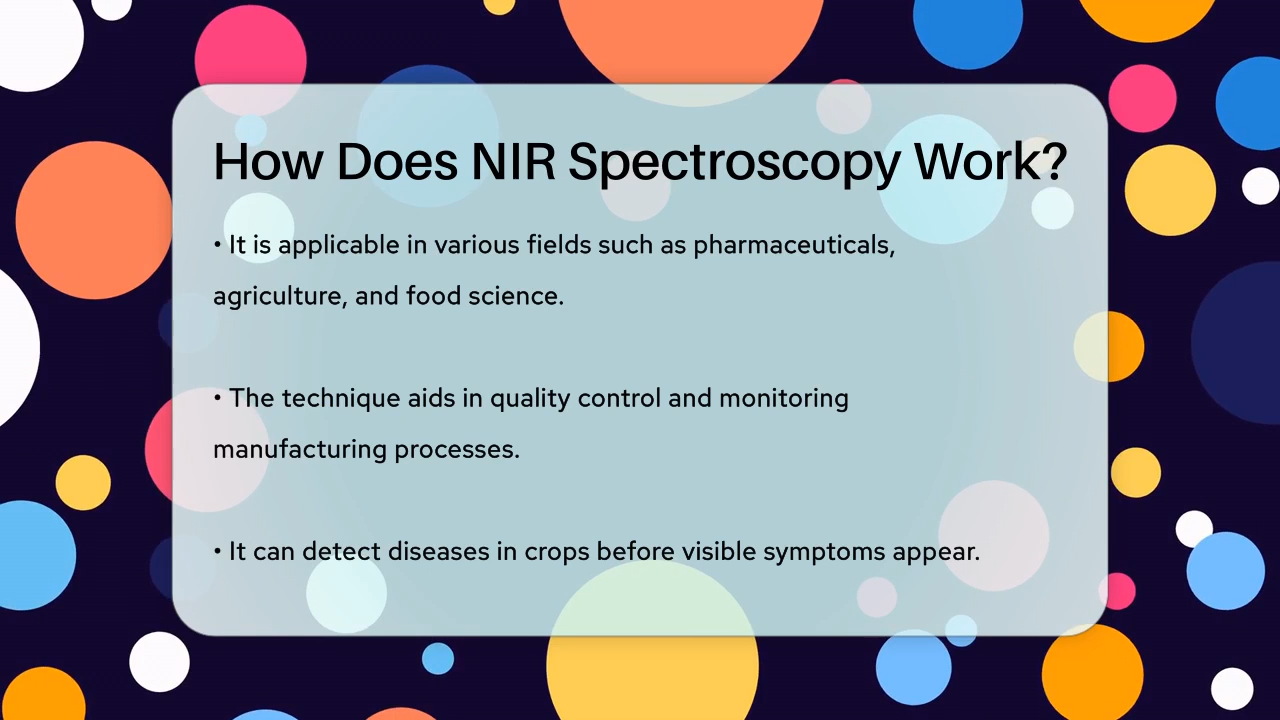 How Does NIR Spectroscopy Work?
• It is applicable in various fields such as pharmaceuticals,
agriculture, and food science.
• The technique aids in quality control and monitoring
manufacturing processes.
• It can detect diseases in crops before visible symptoms appear.